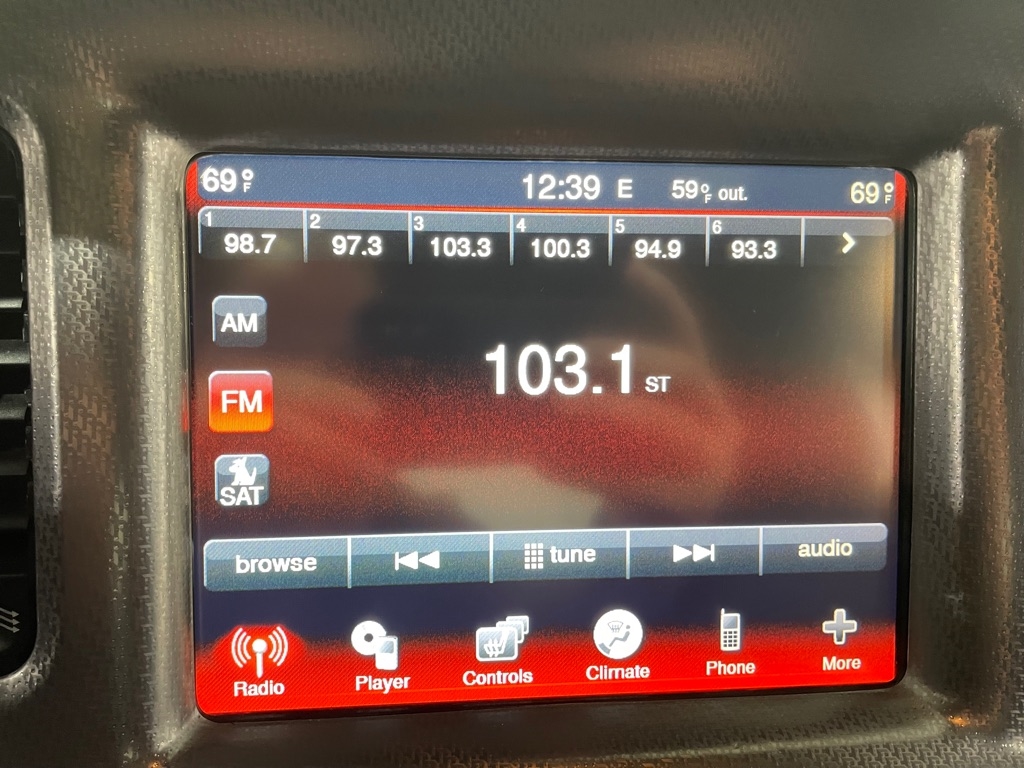 69°F 12:39 E 59°F out. 69°F
1 2 3 4 5 6
98.7 97.3 103.3 100.3 94.9 93.3 >
AM
103.1 ST
FM
SAT
browse tune audio
Radio Player Controls Climate Phone More